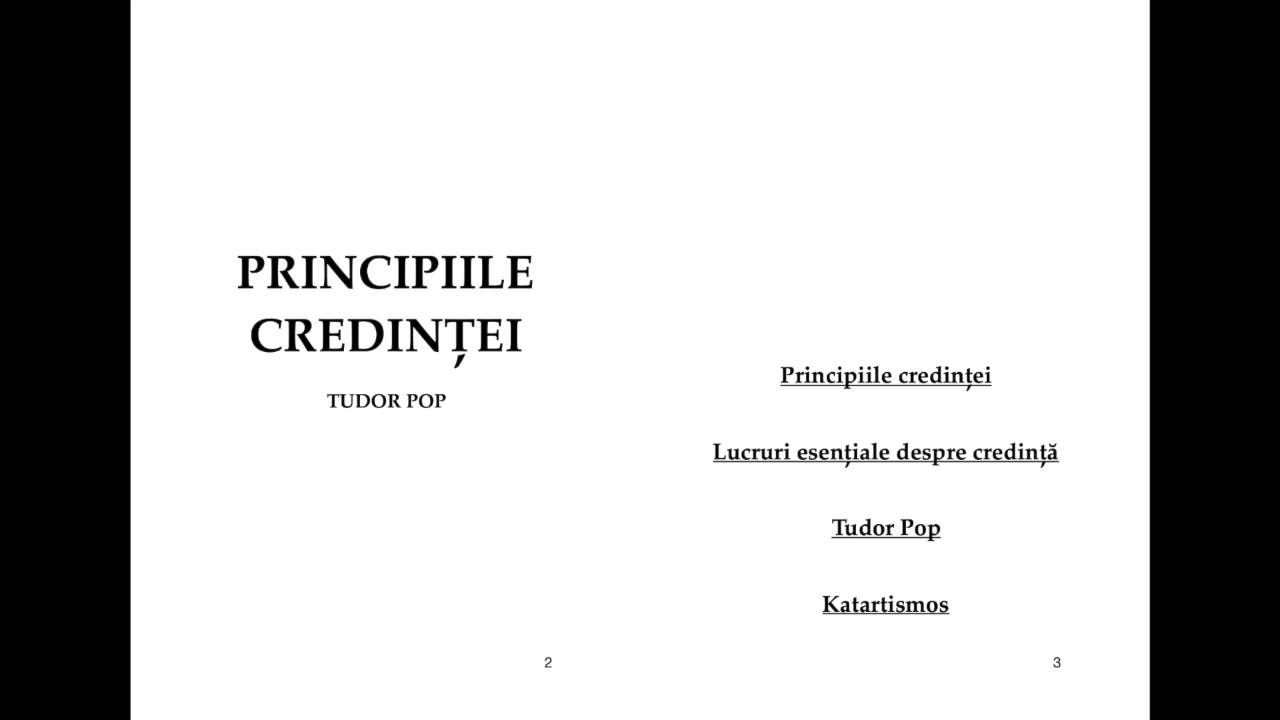 PRINCIPIILE
CREDINȚEI
TUDOR POP
2
Principiile credinței
Lucruri esențiale despre credință
Tudor Pop
Katartismos
3